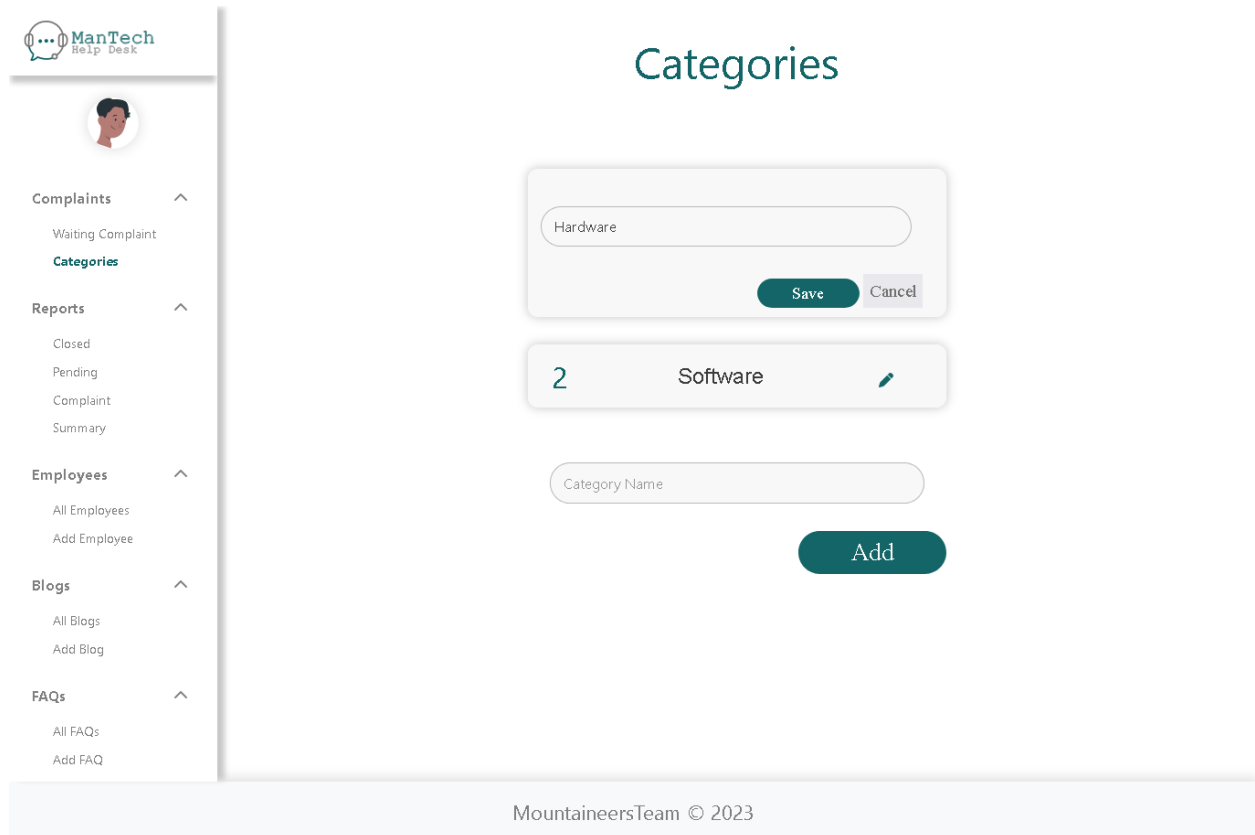 ManTech
Help Desk
Complaints
Waiting Complaint
Categories
Reports
Closed
Pending
Complaint
Summary
Employees
All Employees
Add Employee
Blogs
All Blogs
Add Blog
FAQs
All FAQs
Add FAQ
Categories
Hardware
Save Cancel
2 Software
Category Name
Add
MountaineersTeam © 2023